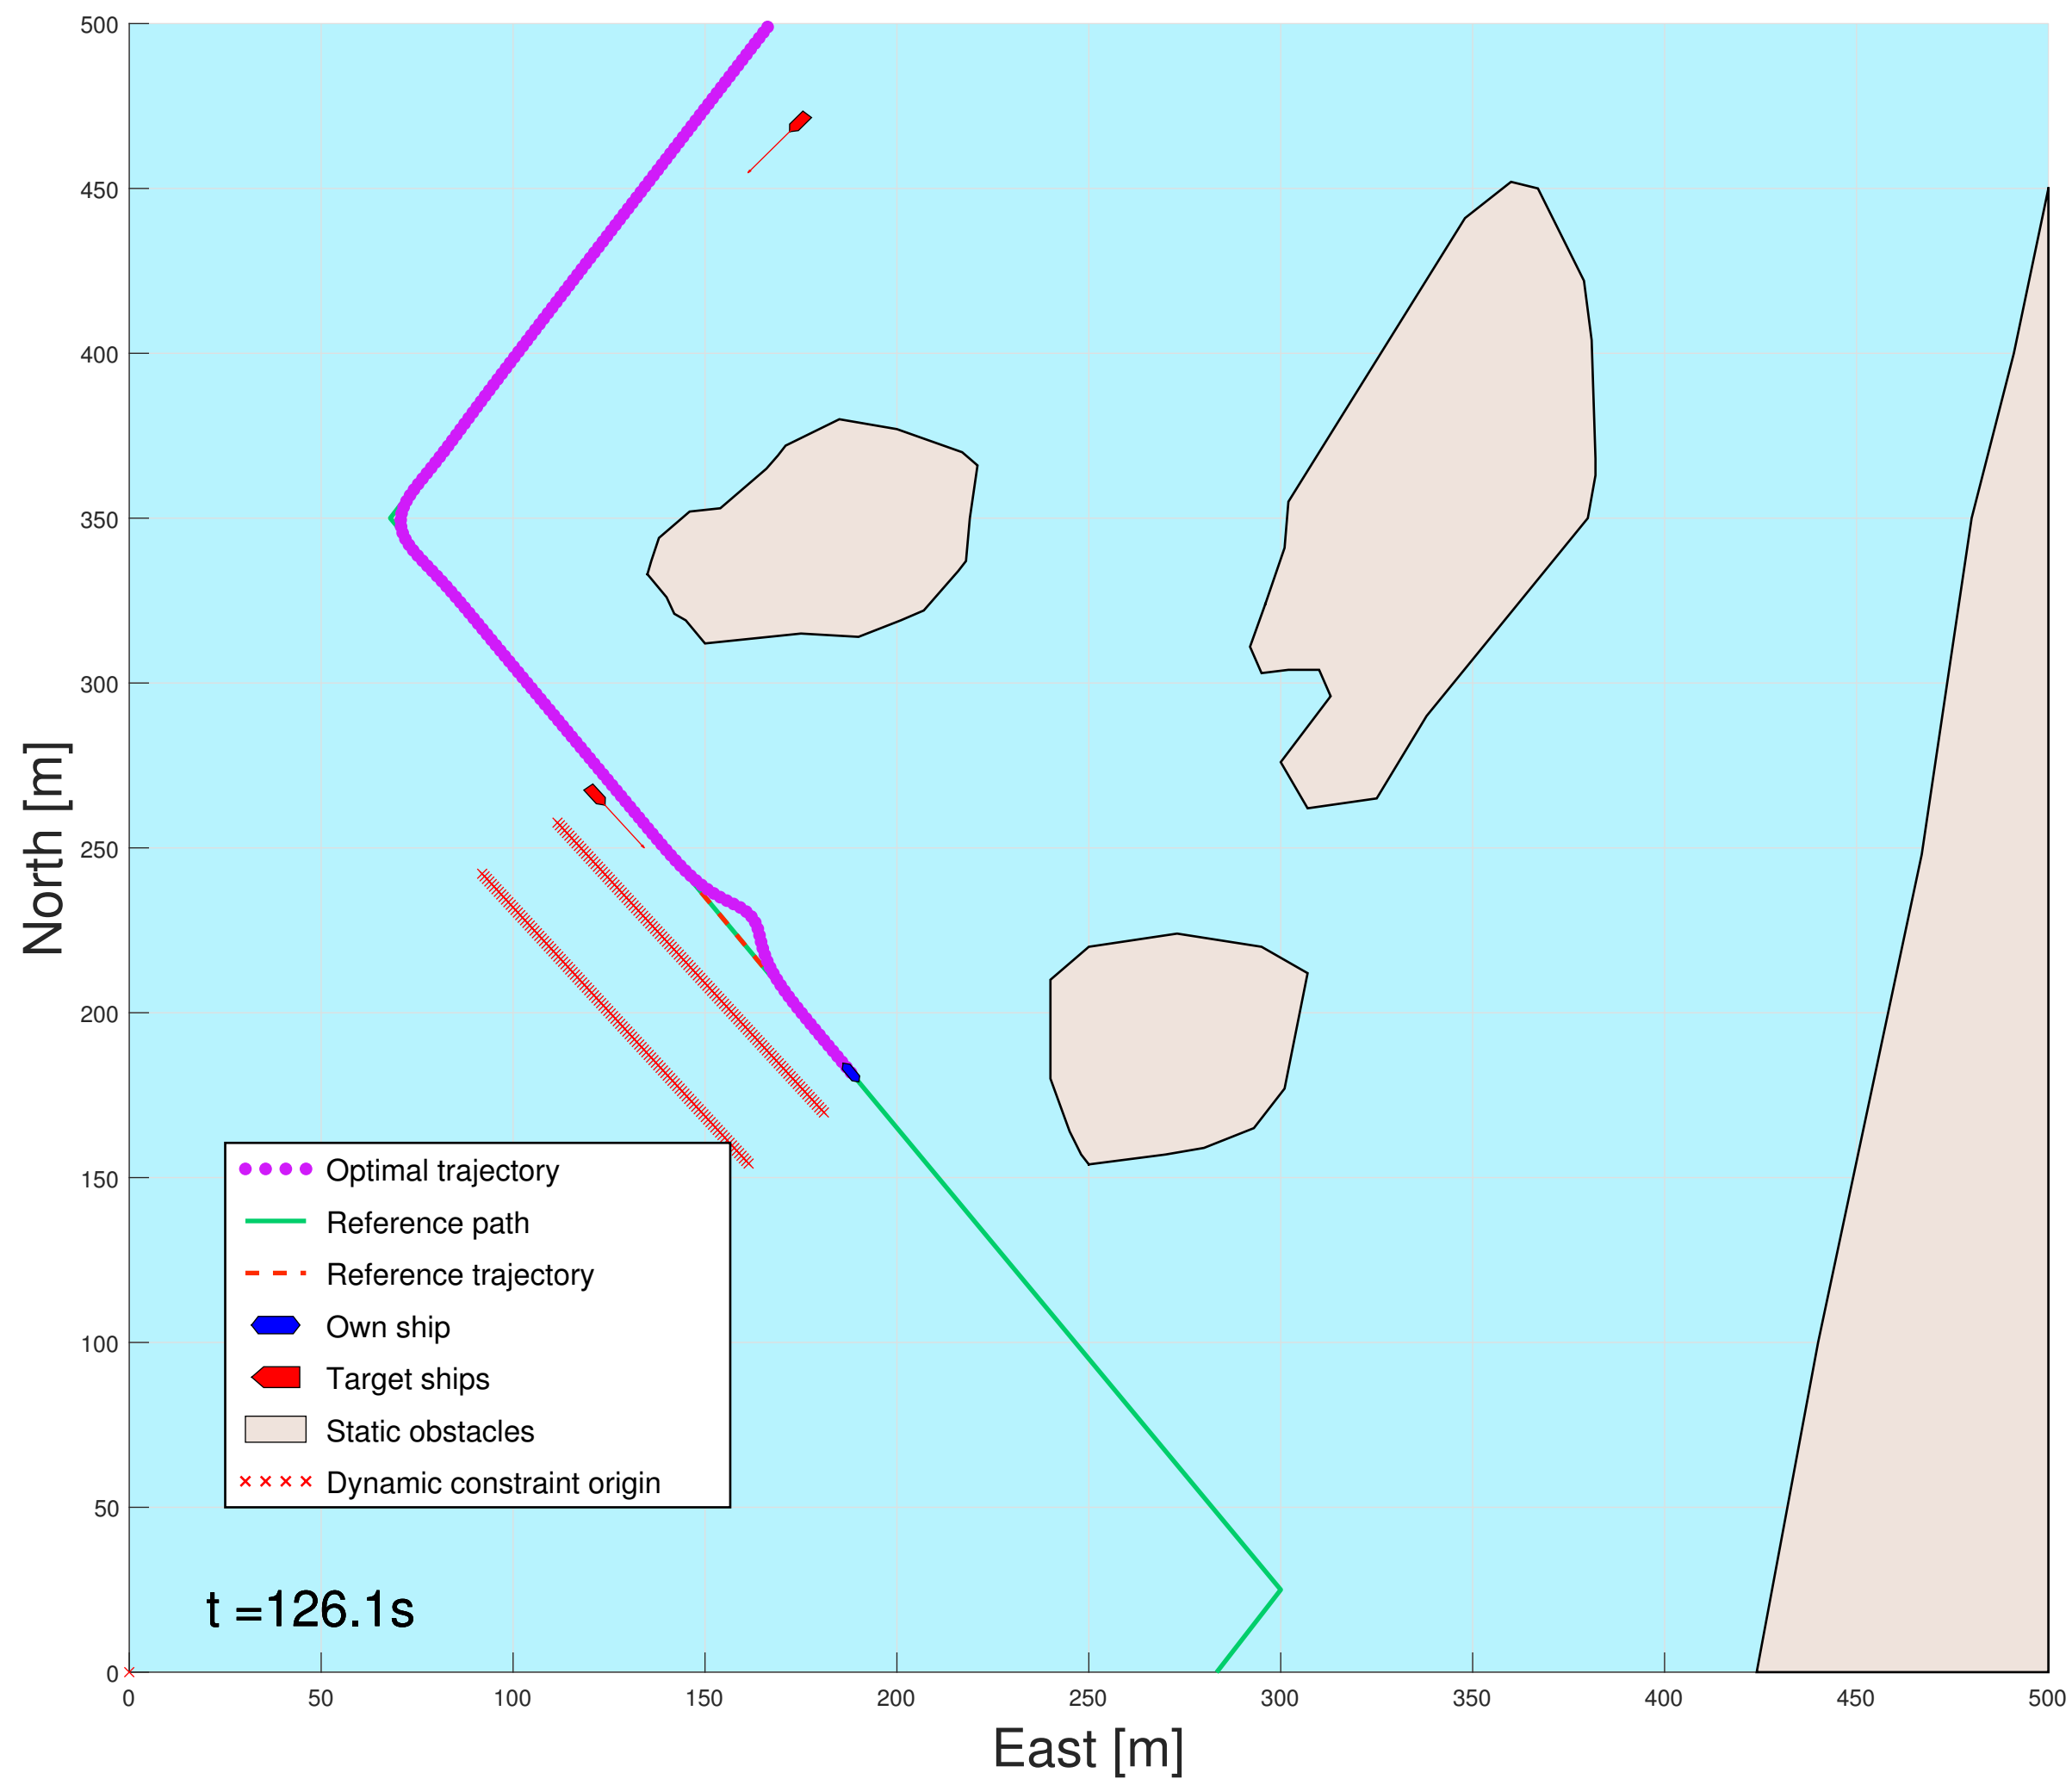 500
450
400
350
300
250
200
150
100
50
0
North [m]
Optimal trajectory
Reference path
Reference trajectory
Own ship
Target ships
Static obstacles
Dynamic constraint origin
t =126.1s
0 50 100 150 200 250 300 350 400 450 500
East [m]